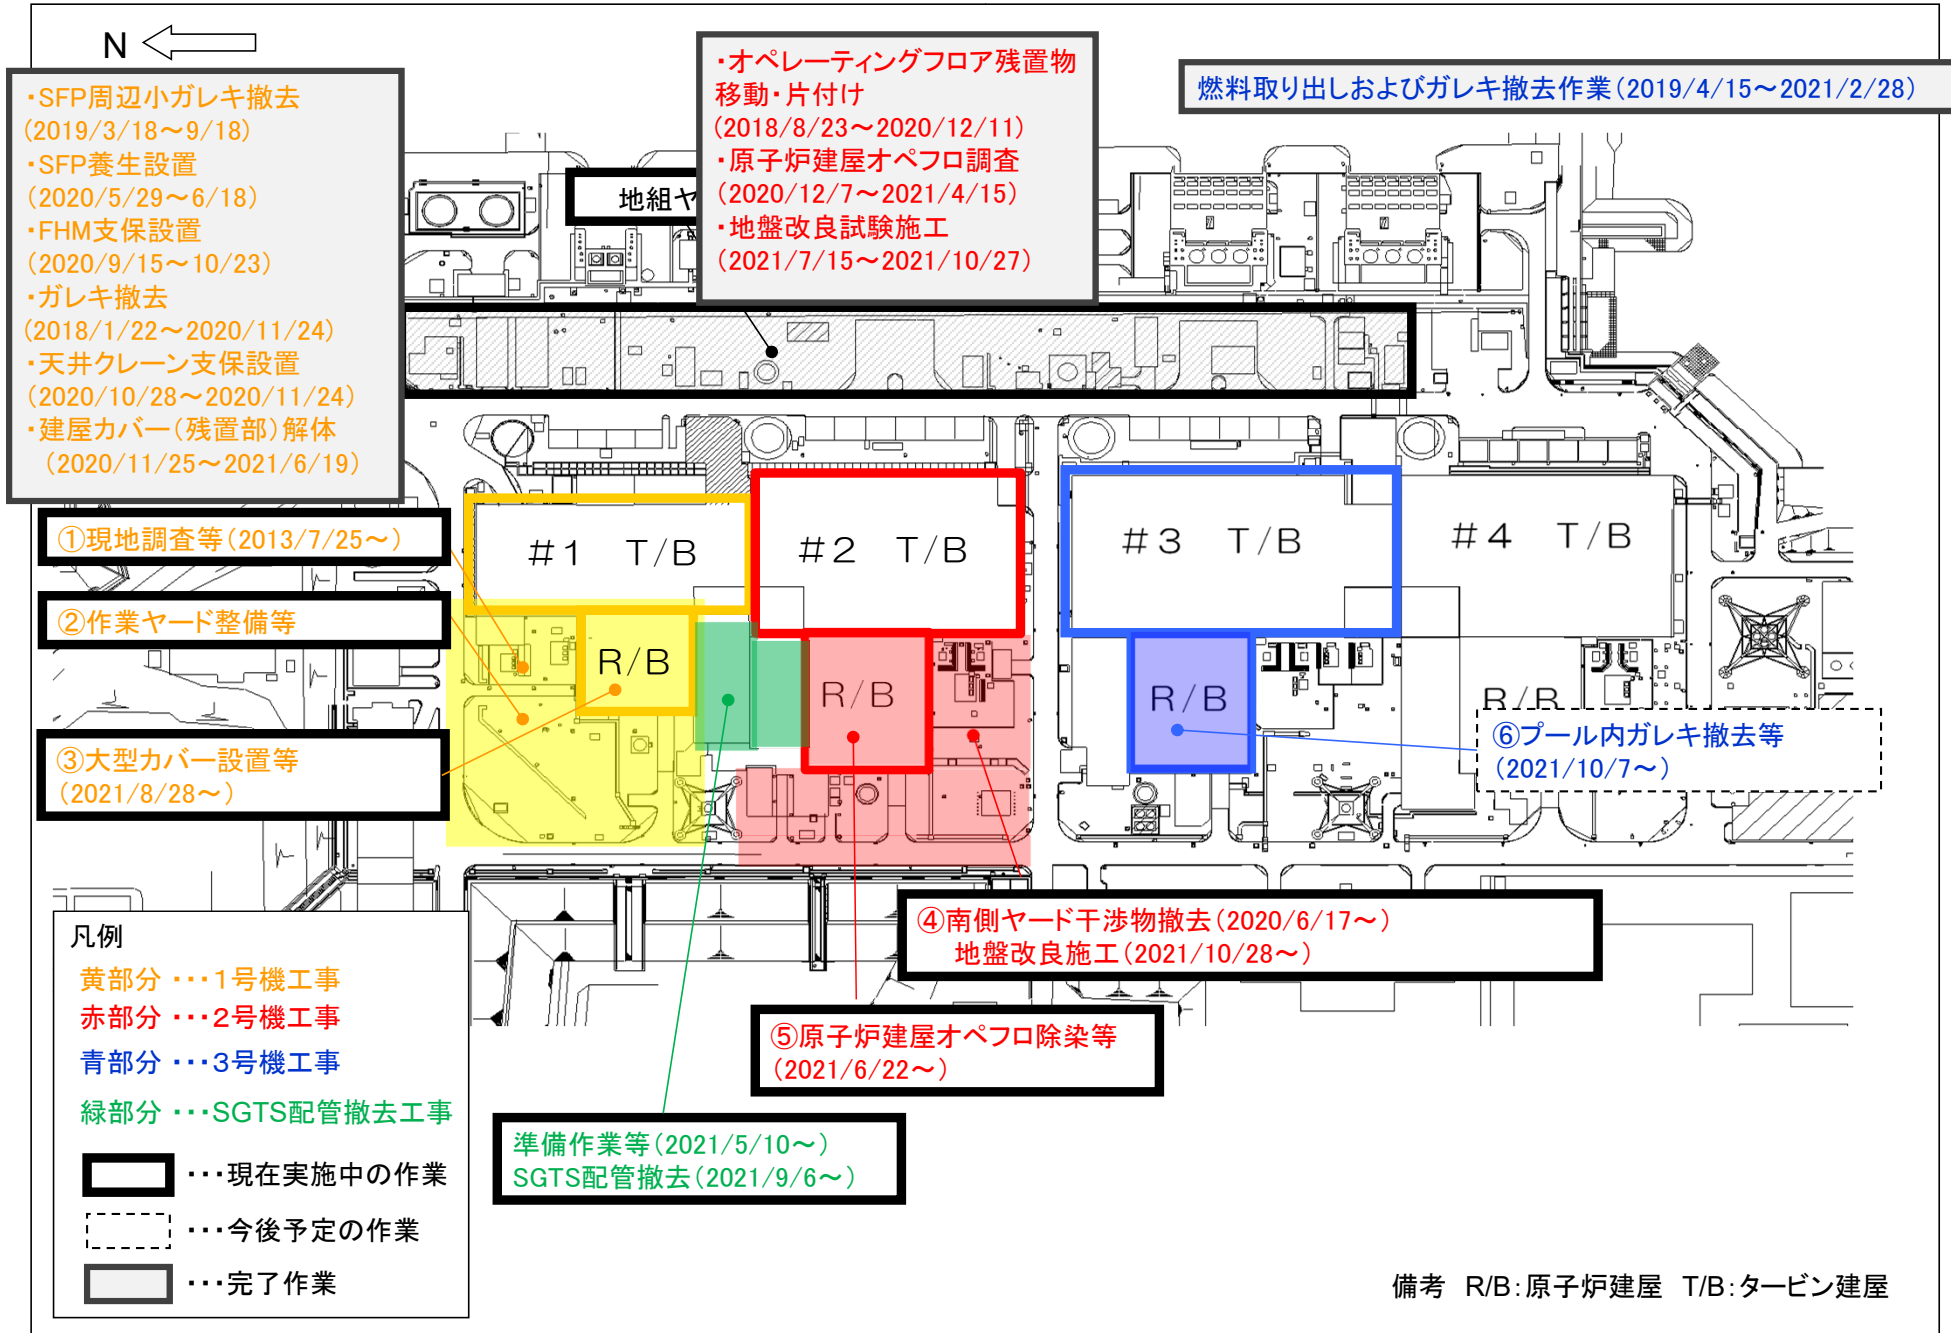 N
・SFP周辺小ガレキ撤去
(2019/3/18～9/18)
・SFP養生設置
(2020/5/29～6/18)
・FHM支保設置
(2020/9/15～10/23)
・ガレキ撤去
(2018/1/22～2020/11/24)
・天井クレーン支保設置
(2020/10/28～2020/11/24)
・建屋カバー(残置部)解体
(2020/11/25～2021/6/19)
・オペレーティングフロア残置物
移動・片付け
(2018/8/23～2020/12/11)
・原子炉建屋オペフロ調査
(2020/12/7～2021/4/15)
・地盤改良試験施工
(2021/7/15～2021/10/27)
燃料取り出しおよびガレキ撤去作業(2019/4/15～2021/2/28)
地組ヤ
①現地調査等(2013/7/25～)
②作業ヤード整備等
③大型カバー設置等
(2021/8/28～)
#1 T/B
#2 T/B
#3 T/B
#4 T/B
R/B
R/B
R/B
R/B
⑥プール内ガレキ撤去等
(2021/10/7～)
④南側ヤード干渉物撤去(2020/6/17～)
地盤改良施工(2021/10/28～)
⑤原子炉建屋オペフロ除染等
(2021/6/22～)
準備作業等(2021/5/10～)
SGTS配管撤去(2021/9/6～)
凡例
黄部分 ・・・1号機工事
赤部分 ・・・2号機工事
青部分 ・・・3号機工事
緑部分 ・・・SGTS配管撤去工事
・・・現在実施中の作業
・・・今後予定の作業
・・・完了作業
備考 R/B:原子炉建屋 T/B:タービン建屋